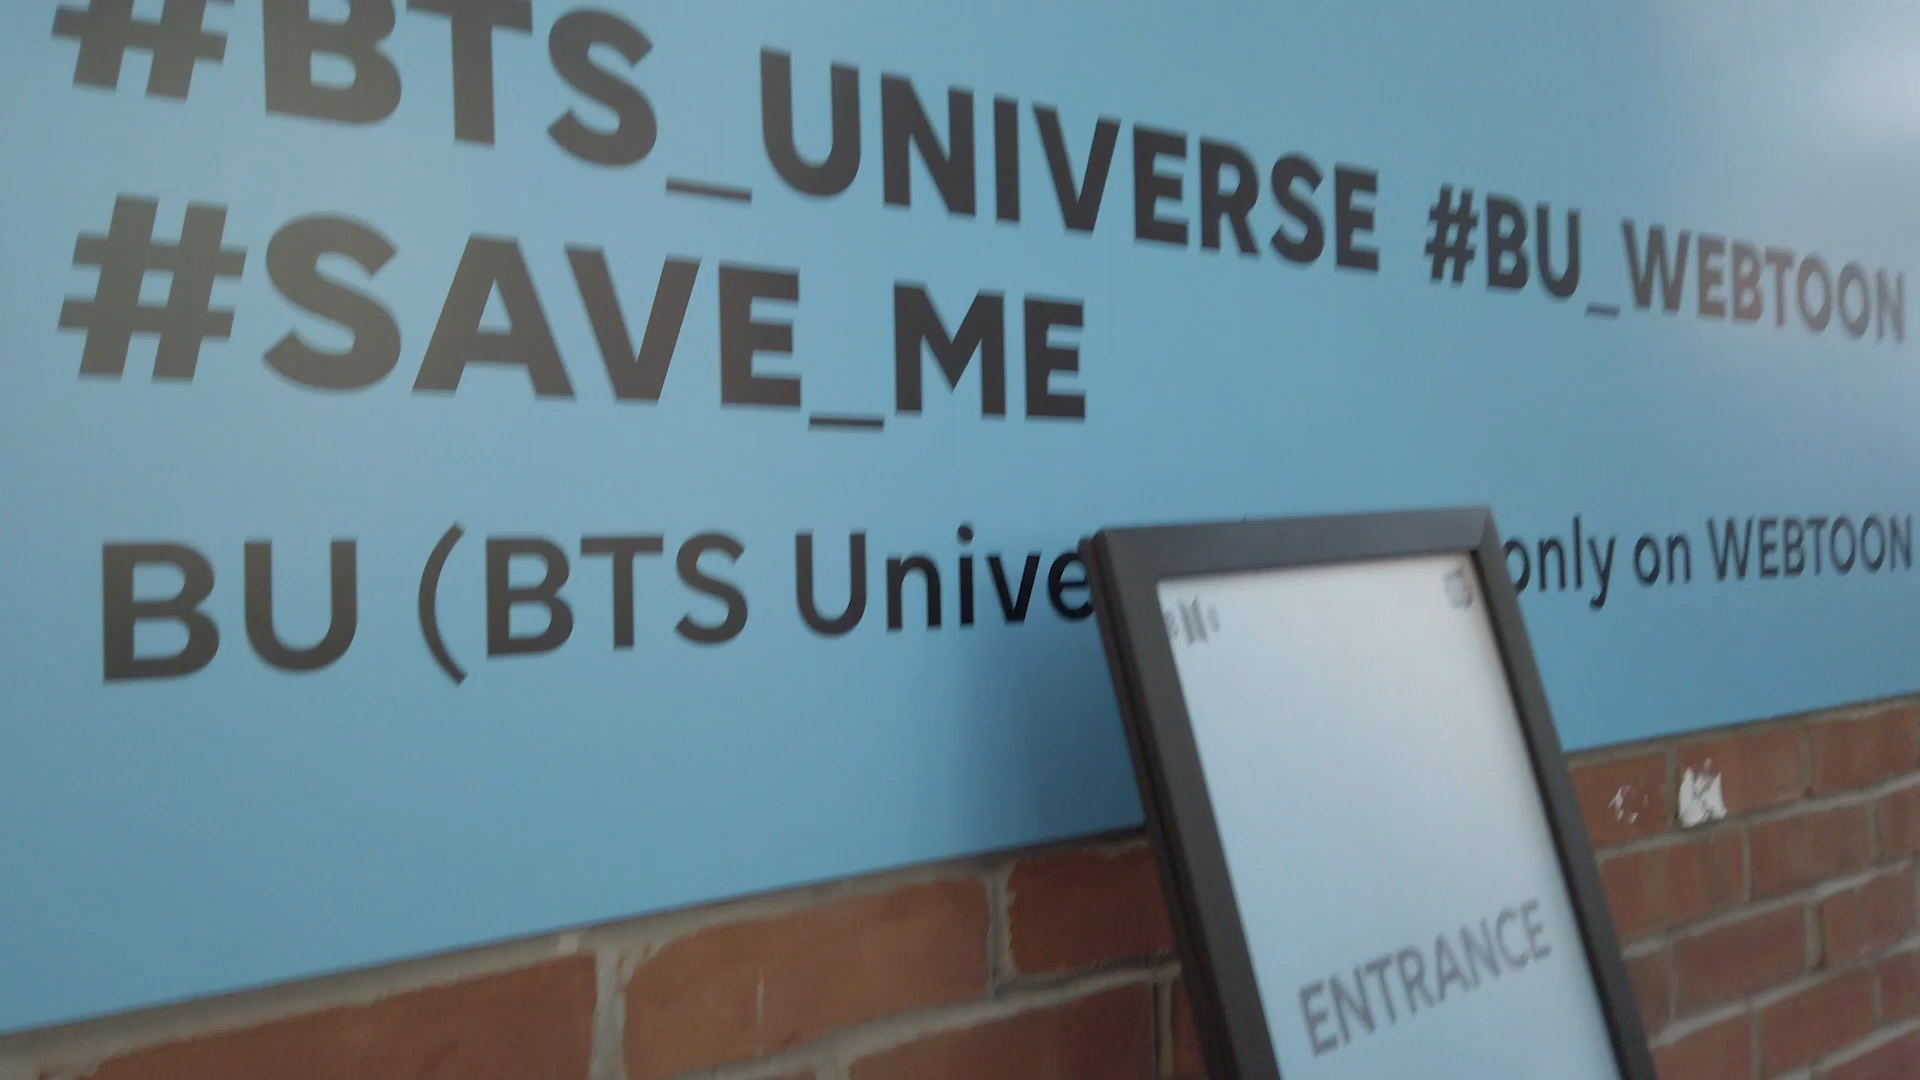 #BTS_UNIVERSE #BU_WEBTOON
#SAVE_ME
BU (BTS Unive only on WEBTOON
ENTRANCE